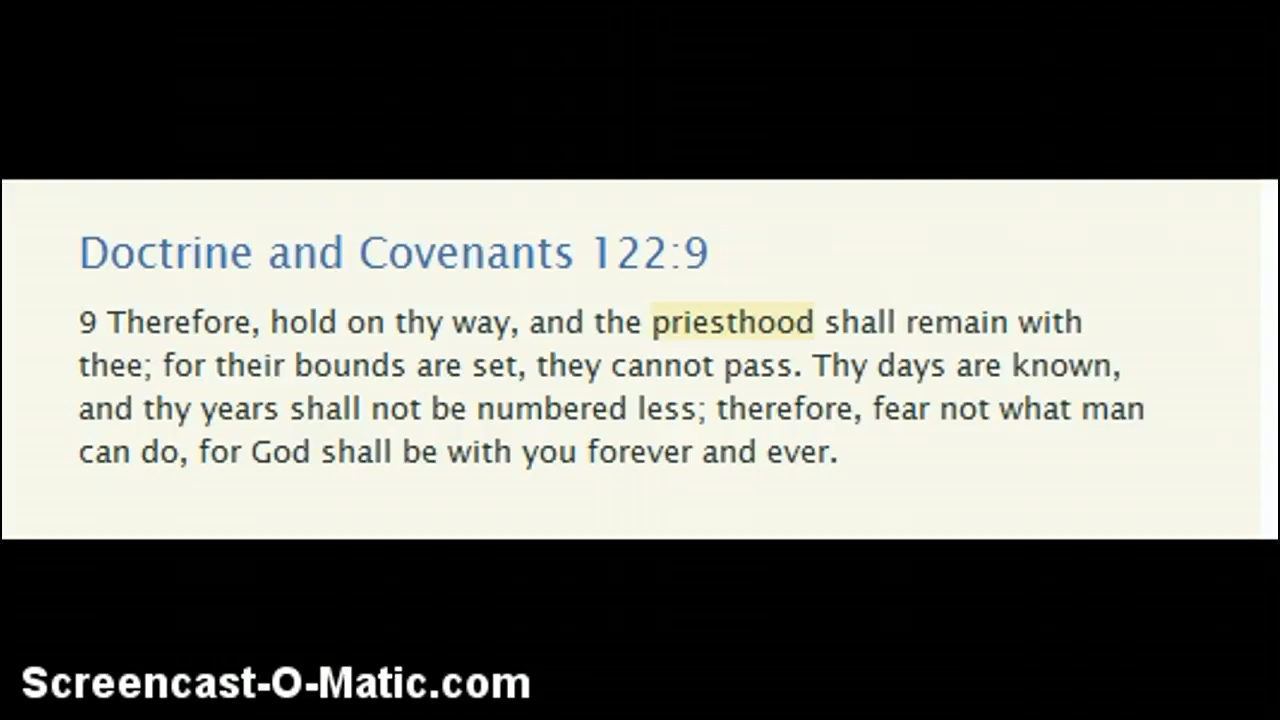 Doctrine and Covenants 122:9
9 Therefore, hold on thy way, and the priesthood shall remain with
thee; for their bounds are set, they cannot pass. Thy days are known,
and thy years shall not be numbered less; therefore, fear not what man
can do, for God shall be with you forever and ever.
Screencast-O-Matic.com